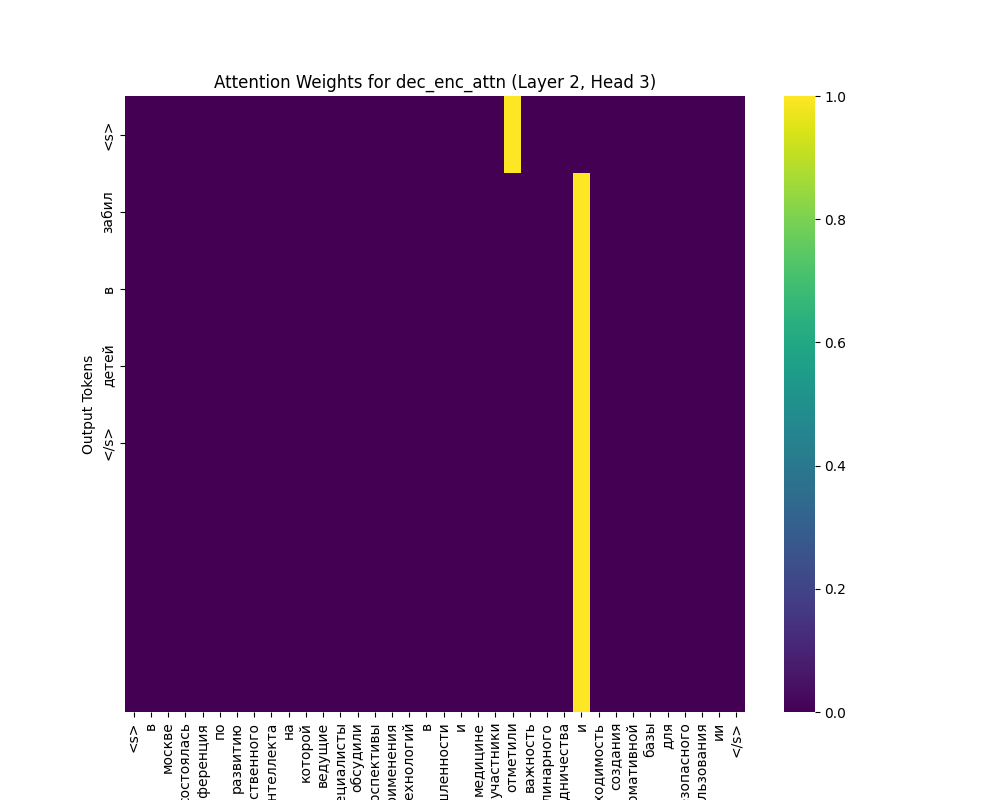 Attention Weights for dec_enc_attn (Layer 2, Head 3)
Output Tokens
<s>
забил
в
детей
</s>
1.0
0.8
0.6
0.4
0.2
0.0
<s>
в
москве
состоялась
ференция
по
развитию
ственного
нтеллекта
на
которой
ведущие
ециалисты
обсудили
рспективы
рименения
ехнологий
в
шленности
и
медицине
участники
отметили
важность
линарного
дничества
и
ходимость
создания
рмативной
базы
для
зопасного
льзования
ии
</s>